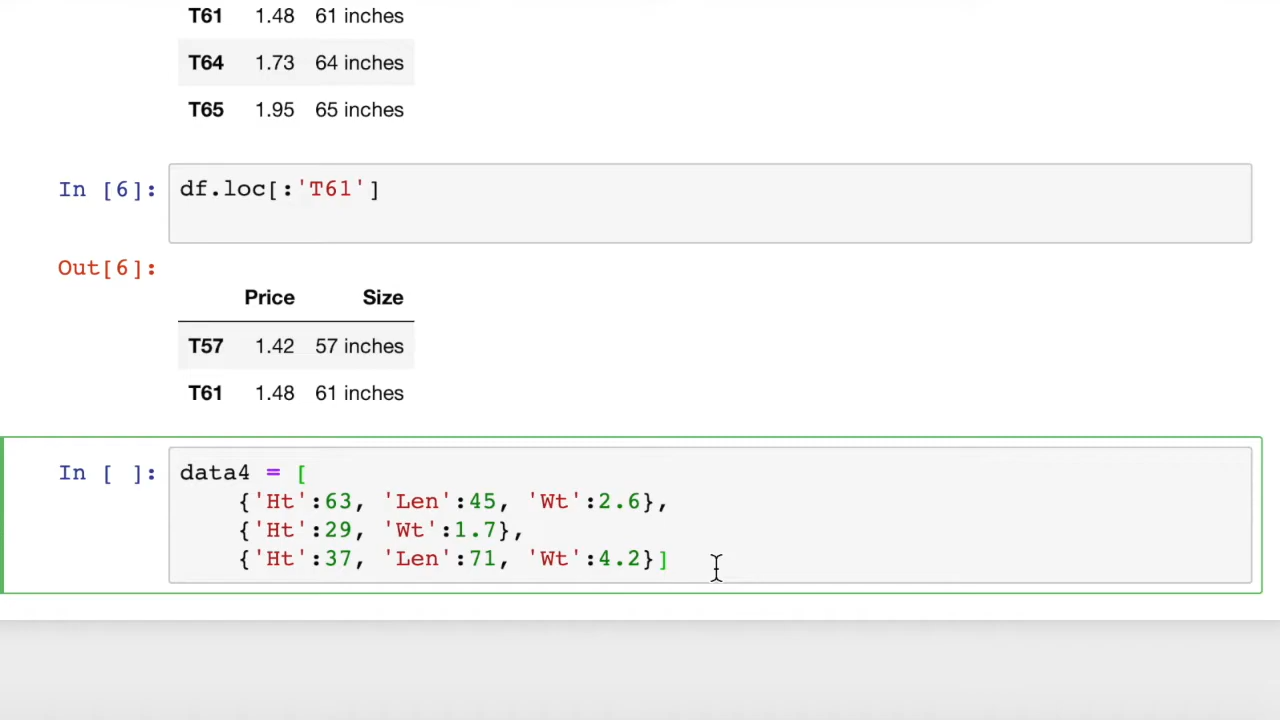 T61 1.48 61 inches
T64 1.73 64 inches
T65 1.95 65 inches
In [6]: df.loc[:'T61']
Out[6]:
Price Size
T57 1.42 57 inches
T61 1.48 61 inches
In [ ]: data4 = [
{'Ht':63, 'Len':45, 'Wt':2.6},
{'Ht':29, 'Wt':1.7},
{'Ht':37, 'Len':71, 'Wt':4.2}]